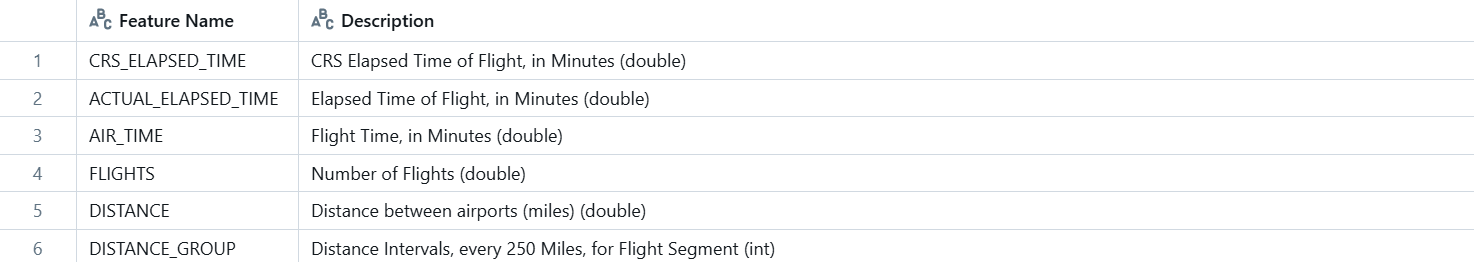 ABC Feature Name ABC Description
1 CRS_ELAPSED_TIME CRS Elapsed Time of Flight, in Minutes (double)
2 ACTUAL_ELAPSED_TIME Elapsed Time of Flight, in Minutes (double)
3 AIR_TIME Flight Time, in Minutes (double)
4 FLIGHTS Number of Flights (double)
5 DISTANCE Distance between airports (miles) (double)
6 DISTANCE_GROUP Distance Intervals, every 250 Miles, for Flight Segment (int)